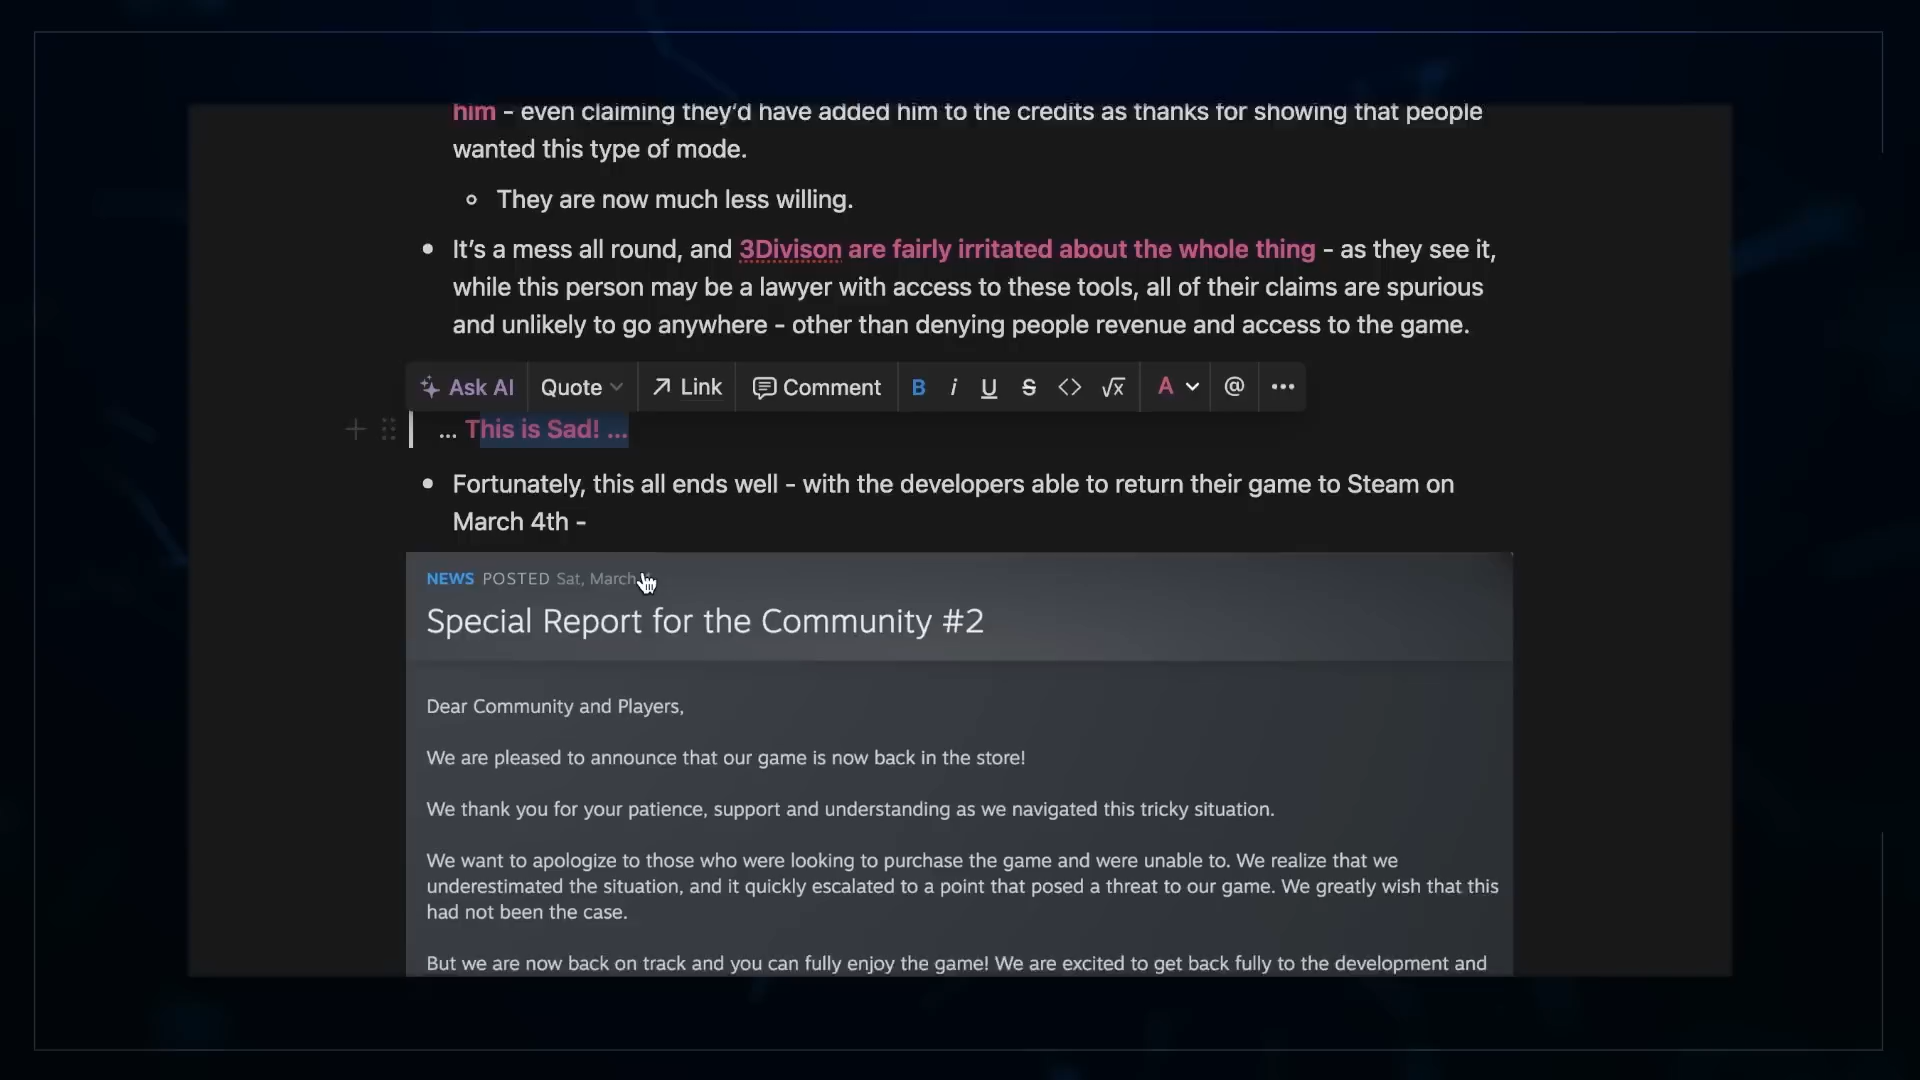 him - even claiming they'd have added him to the credits as thanks for showing that people
wanted this type of mode.
They are now much less willing.
It's a mess all round, and 3Divison are fairly irritated about the whole thing - as they see it,
while this person may be a lawyer with access to these tools, all of their claims are spurious
and unlikely to go anywhere - other than denying people revenue and access to the game.
Ask AI Quote Link Comment B i U S <> √x A @ •••
... This is Sad! ...
Fortunately, this all ends well - with the developers able to return their game to Steam on
March 4th -
NEWS POSTED Sat, March
Special Report for the Community #2
Dear Community and Players,
We are pleased to announce that our game is now back in the store!
We thank you for your patience, support and understanding as we navigated this tricky situation.
We want to apologize to those who were looking to purchase the game and were unable to. We realize that we
underestimated the situation, and it quickly escalated to a point that posed a threat to our game. We greatly wish that this
had not been the case.
But we are now back on track and you can fully enjoy the game! We are excited to get back fully to the development and